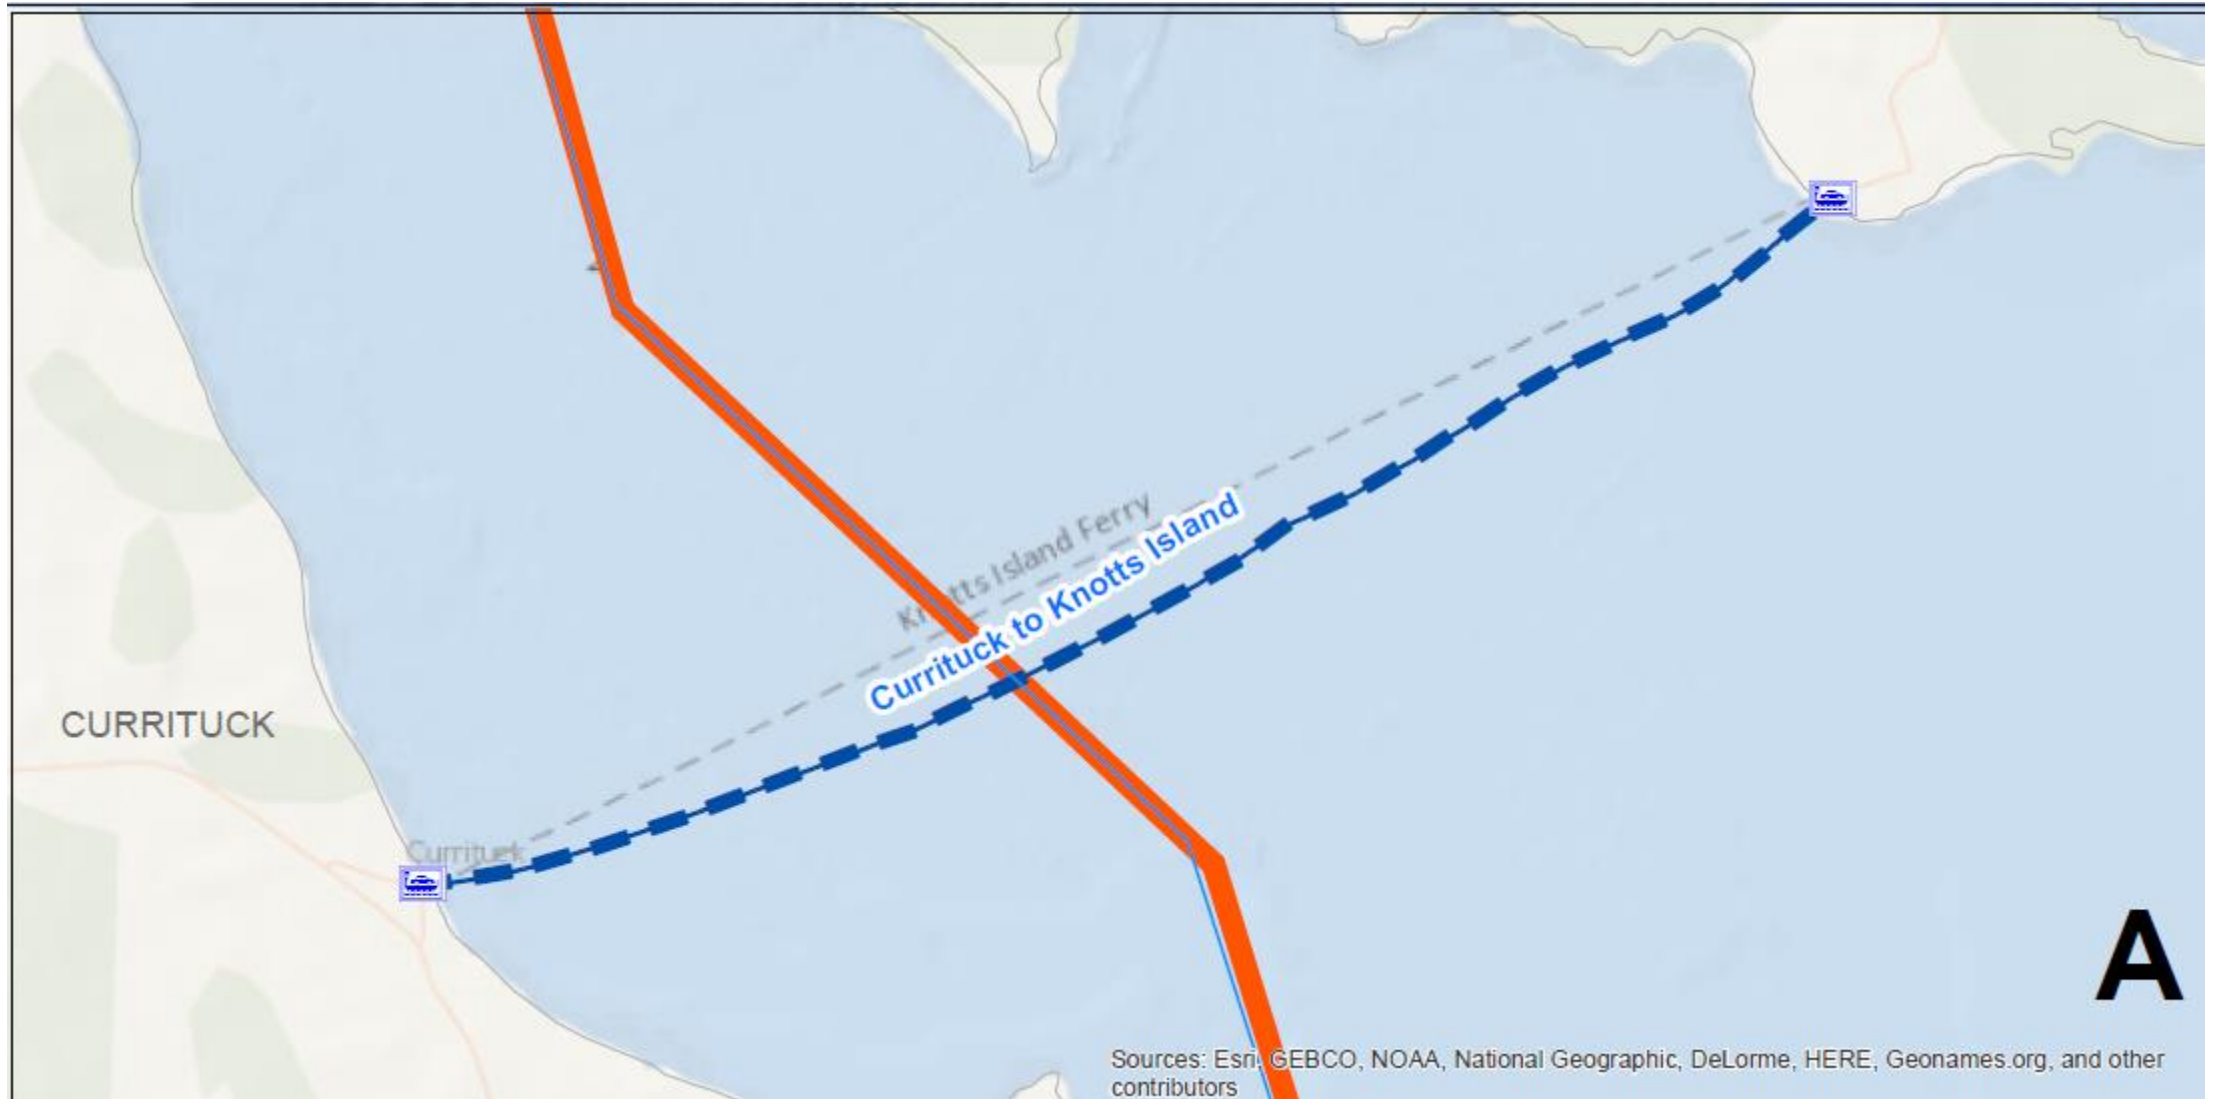 Knotts Island Ferry
Currituck to Knotts Island
CURRITUCK
Currituck
A
Sources: Esri, GEBCO, NOAA, National Geographic, DeLorme, HERE, Geonames.org, and other
contributors